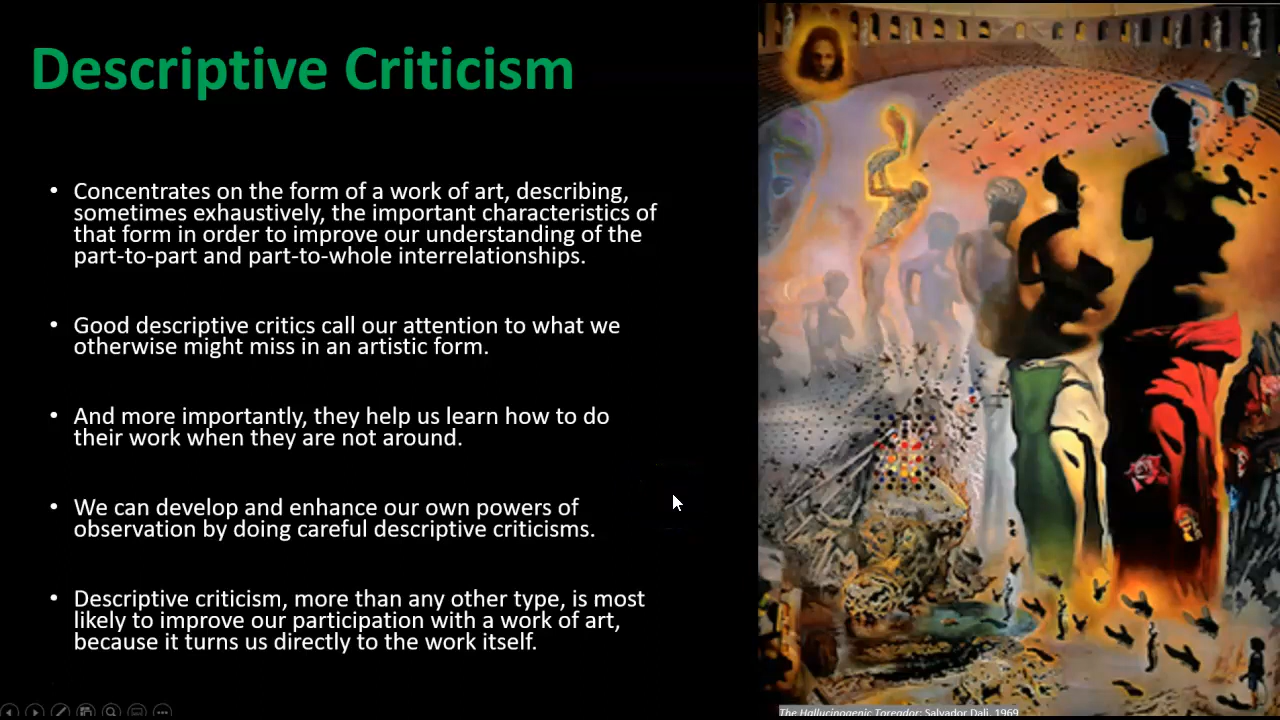 Descriptive Criticism
• Concentrates on the form of a work of art, describing,
sometimes exhaustively, the important characteristics of
that form in order to improve our understanding of the
part-to-part and part-to-whole interrelationships.
• Good descriptive critics call our attention to what we
otherwise might miss in an artistic form.
• And more importantly, they help us learn how to do
their work when they are not around.
• We can develop and enhance our own powers of
observation by doing careful descriptive criticisms.
• Descriptive criticism, more than any other type, is most
likely to improve our participation with a work of art,
because it turns us directly to the work itself.
The Hallucinogenic Toreador; Salvador Dali, 1969